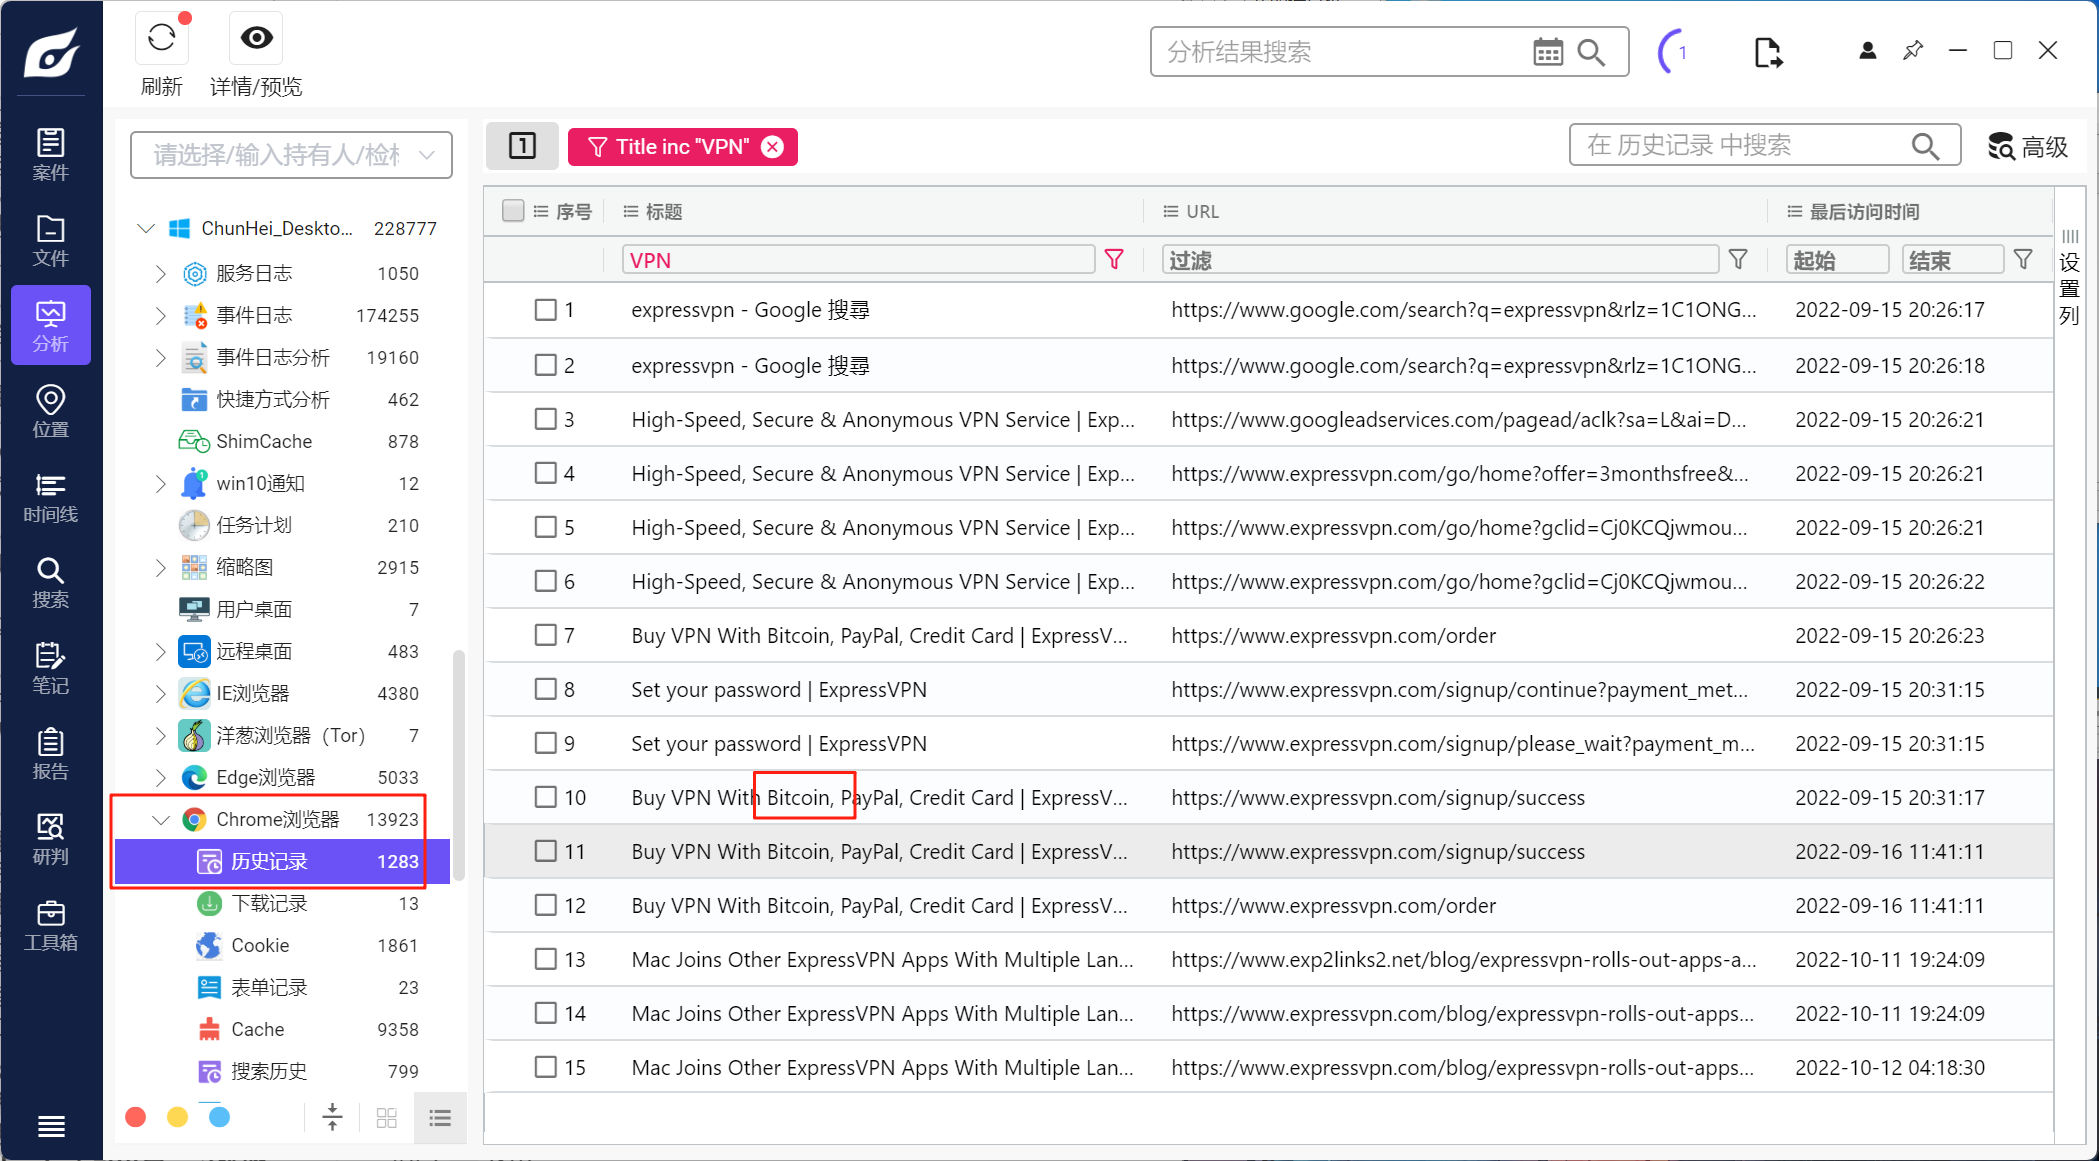 刷新
详情/预览
分析结果搜索
1
案件
文件
分析
位置
时间线
搜索
笔记
报告
研判
工具箱
请选择/输入持有人/检
ChunHei_Deskto... 228777
服务日志 1050
事件日志 174255
事件日志分析 19160
快捷方式分析 462
ShimCache 878
win10通知 12
任务计划 210
缩略图 2915
用户桌面 7
远程桌面 483
IE浏览器 4380
洋葱浏览器（Tor） 7
Edge浏览器 5033
Chrome浏览器 13923
历史记录 1283
下载记录 13
Cookie 1861
表单记录 23
Cache 9358
搜索历史 799
1 Title inc "VPN"
在 历史记录 中搜索 高级
序号 标题 URL 最后访问时间
VPN 过滤 起始 结束
设置列
1 expressvpn - Google 搜尋 https://www.google.com/search?q=expressvpn&rlz=1C1ONG... 2022-09-15 20:26:17
2 expressvpn - Google 搜尋 https://www.google.com/search?q=expressvpn&rlz=1C1ONG... 2022-09-15 20:26:18
3 High-Speed, Secure & Anonymous VPN Service | Exp... https://www.googleadservices.com/pagead/aclk?sa=L&ai=D... 2022-09-15 20:26:21
4 High-Speed, Secure & Anonymous VPN Service | Exp... https://www.expressvpn.com/go/home?offer=3monthsfree&... 2022-09-15 20:26:21
5 High-Speed, Secure & Anonymous VPN Service | Exp... https://www.expressvpn.com/go/home?gclid=Cj0KCQjwmou... 2022-09-15 20:26:21
6 High-Speed, Secure & Anonymous VPN Service | Exp... https://www.expressvpn.com/go/home?gclid=Cj0KCQjwmou... 2022-09-15 20:26:22
7 Buy VPN With Bitcoin, PayPal, Credit Card | ExpressV... https://www.expressvpn.com/order 2022-09-15 20:26:23
8 Set your password | ExpressVPN https://www.expressvpn.com/signup/continue?payment_met... 2022-09-15 20:31:15
9 Set your password | ExpressVPN https://www.expressvpn.com/signup/please_wait?payment_m... 2022-09-15 20:31:15
10 Buy VPN With Bitcoin, PayPal, Credit Card | ExpressV... https://www.expressvpn.com/signup/success 2022-09-15 20:31:17
11 Buy VPN With Bitcoin, PayPal, Credit Card | ExpressV... https://www.expressvpn.com/signup/success 2022-09-16 11:41:11
12 Buy VPN With Bitcoin, PayPal, Credit Card | ExpressV... https://www.expressvpn.com/order 2022-09-16 11:41:11
13 Mac Joins Other ExpressVPN Apps With Multiple Lan... https://www.exp2links2.net/blog/expressvpn-rolls-out-apps-a... 2022-10-11 19:24:09
14 Mac Joins Other ExpressVPN Apps With Multiple Lan... https://www.expressvpn.com/blog/expressvpn-rolls-out-apps... 2022-10-11 19:24:09
15 Mac Joins Other ExpressVPN Apps With Multiple Lan... https://www.expressvpn.com/blog/expressvpn-rolls-out-apps... 2022-10-12 04:18:30